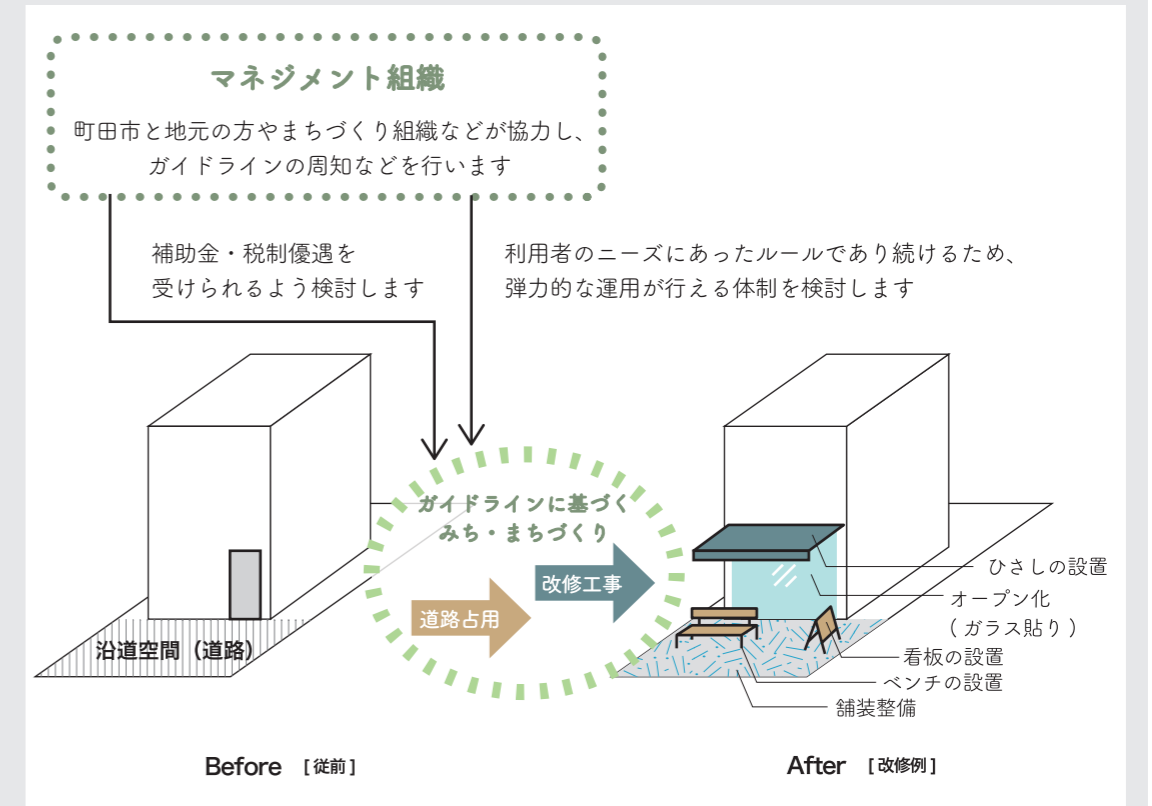 マネジメント組織
町田市と地元の方やまちづくり組織などが協力し、
ガイドラインの周知などを行います
補助金・税制優遇を
受けられるよう検討します
利用者のニーズにあったルールであり続けるため、
弾力的な運用が行える体制を検討します
ガイドラインに基づく
みち・まちづくり
改修工事
道路占用
沿道空間（道路）
ひさしの設置
オープン化
（ガラス貼り）
看板の設置
ベンチの設置
舗装整備
Before [従前]
After [改修例]